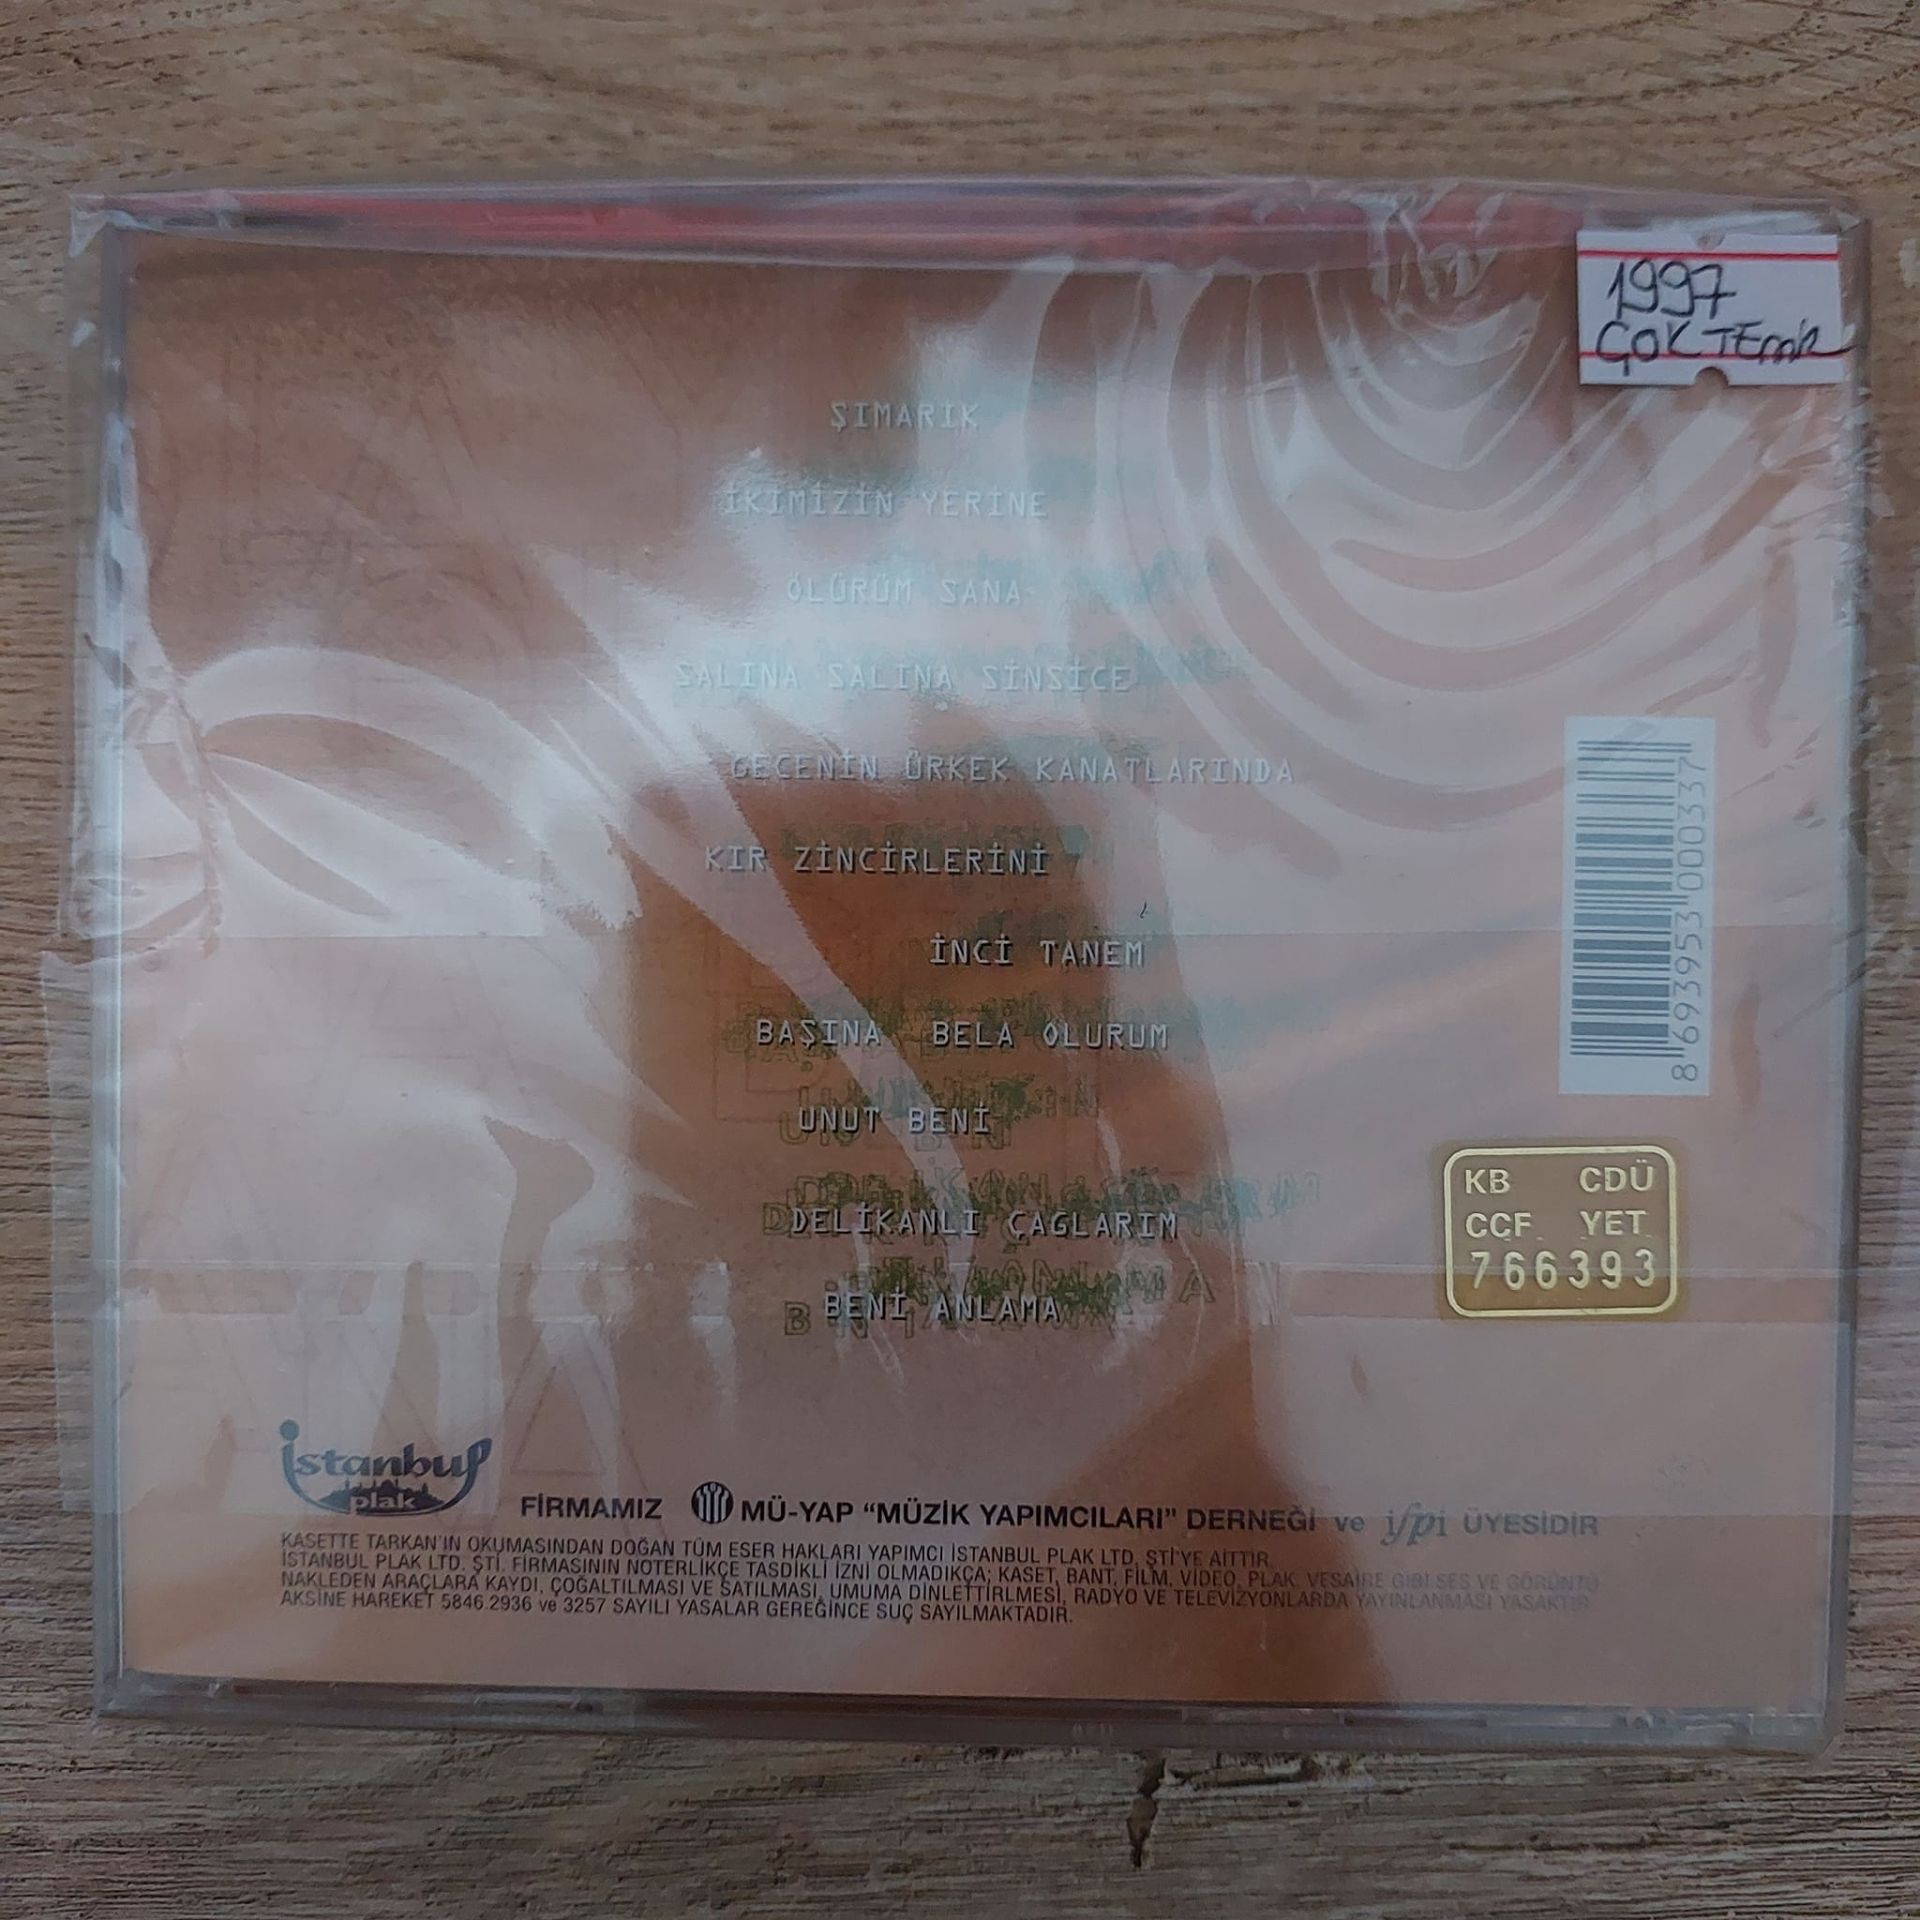 1997
ÇOK TEMİZ
ŞIMARIK
İKİMİZİN YERİNE
ÖLÜRÜM SANA
SALINA SALINA SİNSİCE
GECENİN ÜRKEK KANATLARINDA
KIR ZİNCİRLERİNİ
İNCİ TANEM
BAŞINA BELA OLURUM
UNUT BENİ
DELİKANLI ÇAĞLARIM
BENİ ANLAMA
8 693953 000337
KB CDÜ
CCF YET
766393
istanbul
plak
FİRMAMIZ MÜ-YAP “MÜZİK YAPIMCILARI” DERNEĞİ ve ifpi ÜYESİDİR
KASETTE TARKAN'IN OKUMASINDAN DOĞAN TÜM ESER HAKLARI YAPIMCI İSTANBUL PLAK LTD. ŞTİ'YE AİTTİR.
İSTANBUL PLAK LTD. ŞTİ. FİRMASININ NOTERLİKÇE TASDİKLİ İZNİ OLMADIKÇA; KASET, BANT, FİLM, VİDEO, PLAK, VESAİRE GİBİ SES VE GÖRÜNTÜ
NAKLEDEN ARAÇLARA KAYDI, ÇOĞALTILMASI VE SATILMASI, UMUMA DİNLETTİRLMESİ, RADYO VE TELEVİZYONLARDA YAYINLANMASI YASAKTIR.
AKSİNE HAREKET 5846.2936 ve 3257 SAYILI YASALAR GEREĞİNCE SUÇ SAYILMAKTADIR.